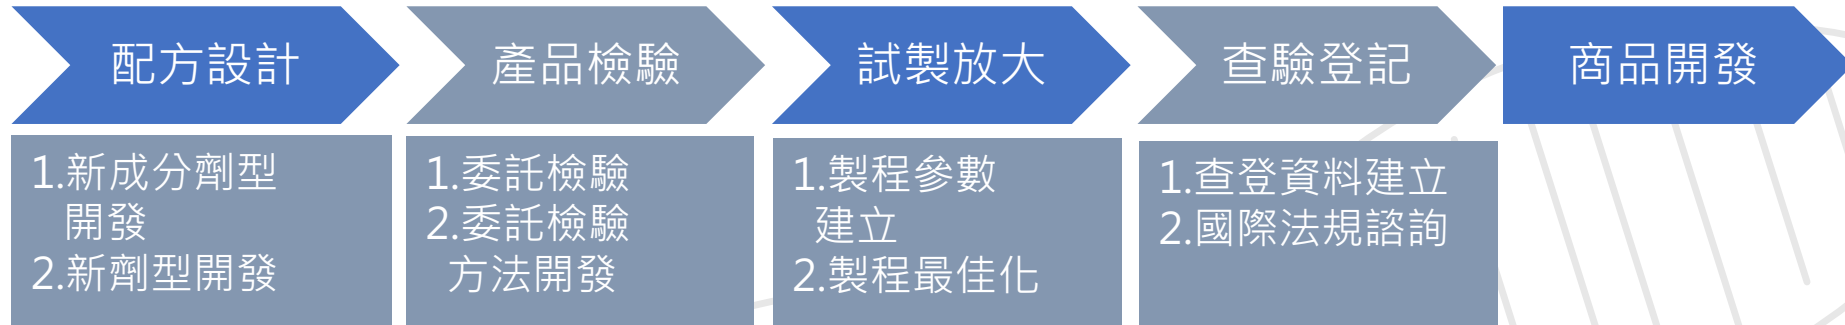 配方設計
產品檢驗
試製放大
查驗登記
商品開發
1.新成分劑型
開發
2.新劑型開發
1.委託檢驗
2.委託檢驗
方法開發
1.製程參數
建立
2.製程最佳化
1.查登資料建立
2.國際法規諮詢